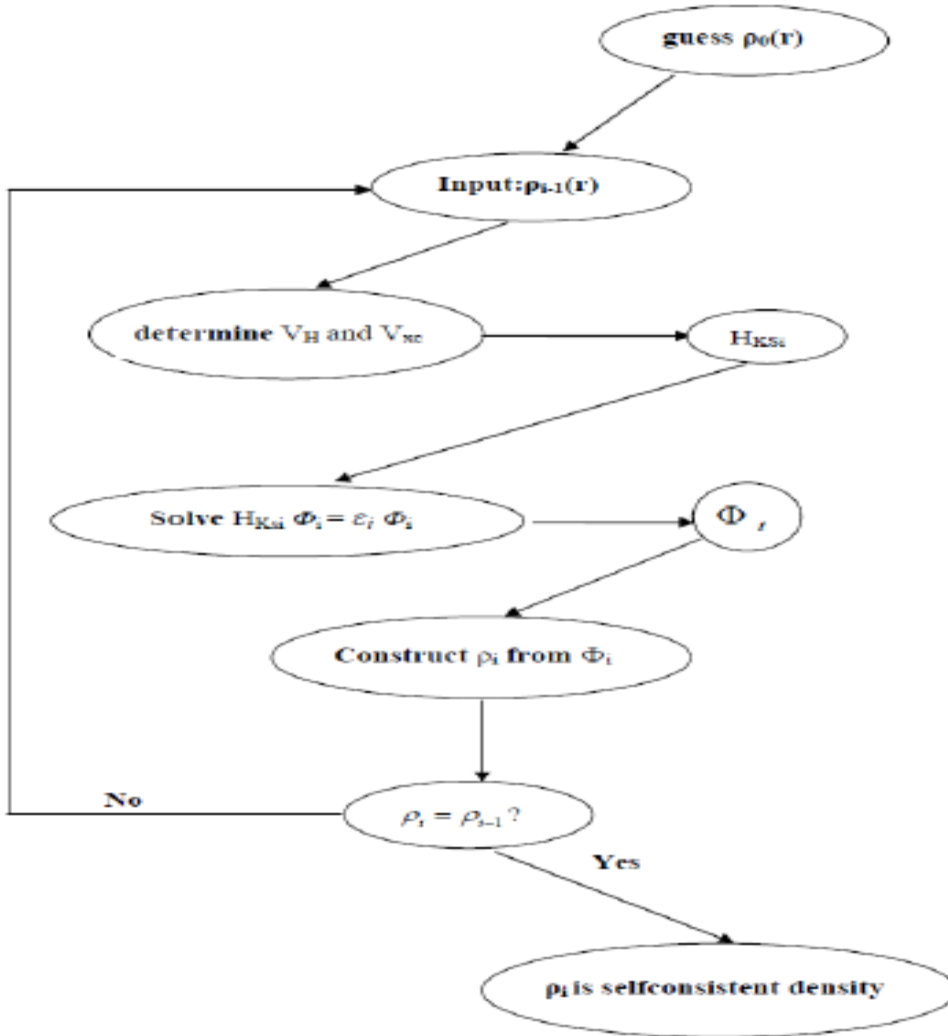 guess ρ₀(r)
Input:ρᵢ₋₁(r)
determine V_H and V_xc
H_KSi
Solve H_Ksi Φᵢ = εᵢ Φᵢ
Φ ᵢ
Construct ρᵢ from Φᵢ
No
ρᵢ = ρᵢ₋₁ ?
Yes
ρᵢ is selfconsistent density